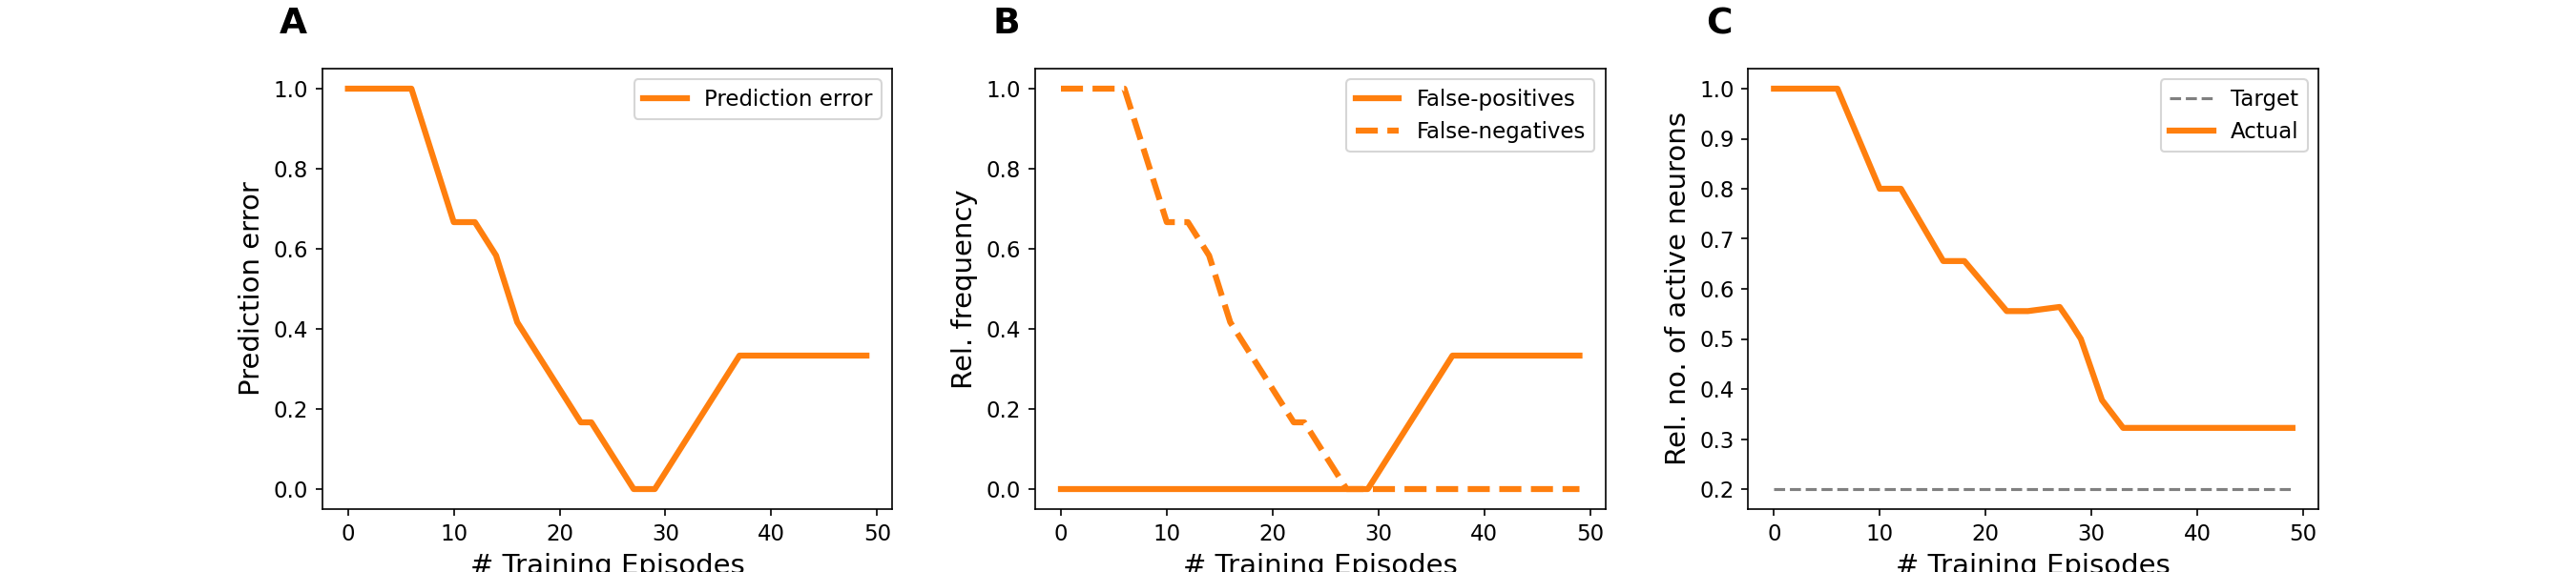 A
Prediction error
1.0
0.8
0.6
0.4
0.2
0.0
Prediction error
0
10
20
30
40
50
# Training Episodes
B
Rel. frequency
1.0
0.8
0.6
0.4
0.2
0.0
False-positives
False-negatives
0
10
20
30
40
50
# Training Episodes
C
Rel. no. of active neurons
1.0
0.9
0.8
0.7
0.6
0.5
0.4
0.3
0.2
Target
Actual
0
10
20
30
40
50
# Training Episodes